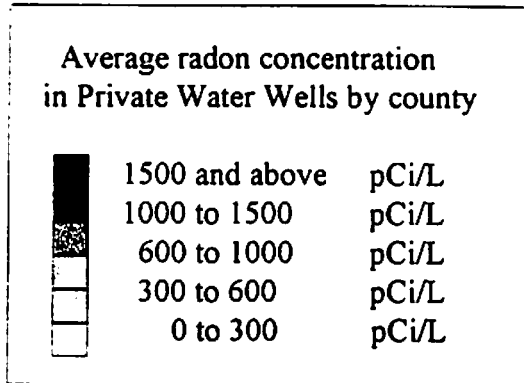 Average radon concentration
in Private Water Wells by county
1500 and above pCi/L
1000 to 1500 pCi/L
600 to 1000 pCi/L
300 to 600 pCi/L
0 to 300 pCi/L